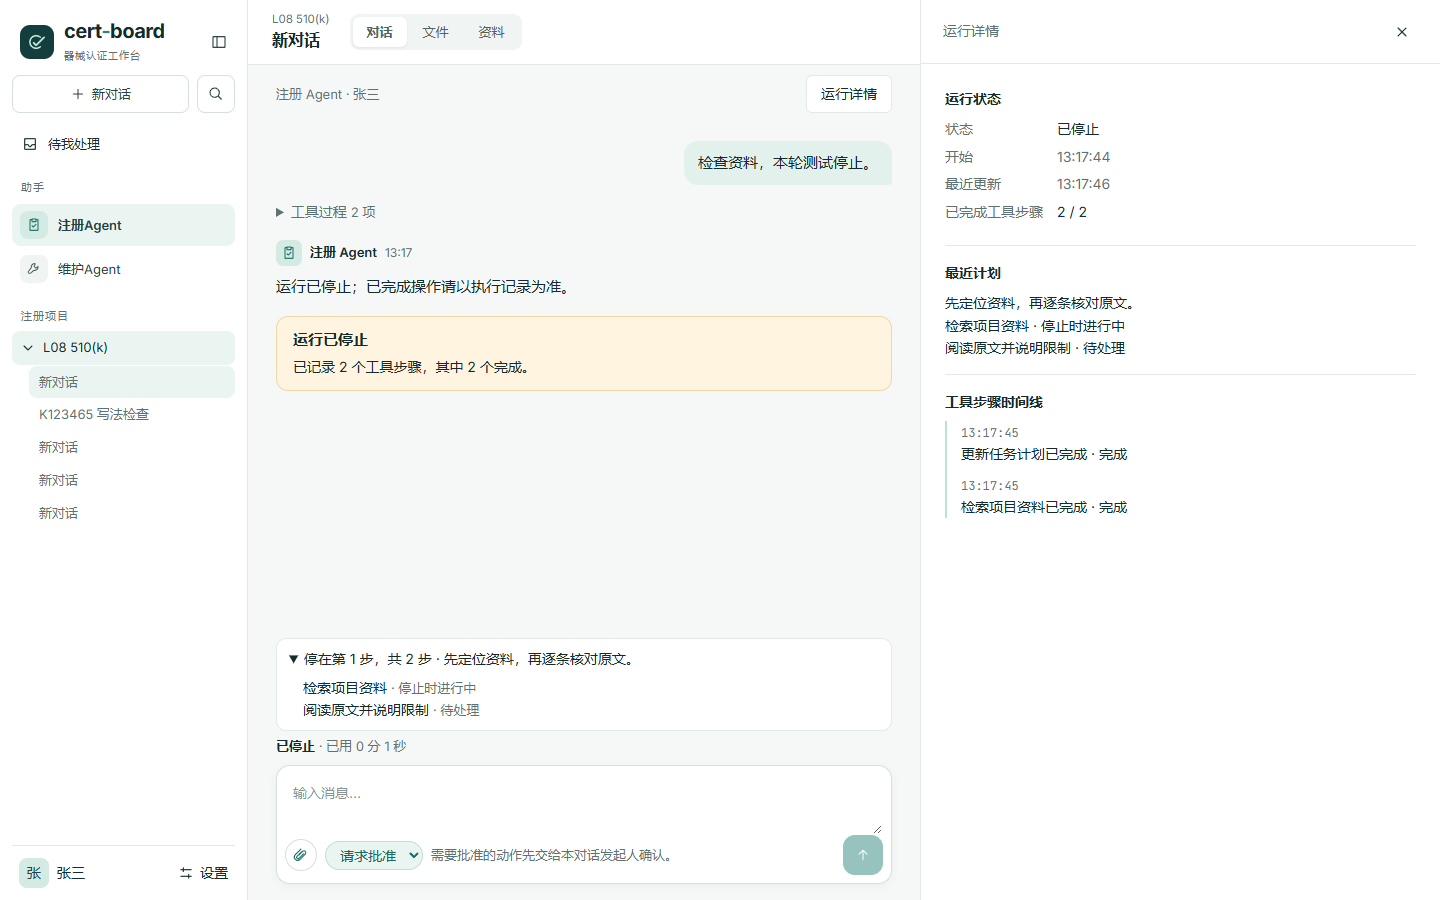 cert-board
器械认证工作台
新对话
待我处理
助手
注册Agent
维护Agent
注册项目
L08 510(k)
新对话
K123465 写法检查
新对话
新对话
新对话
张 张三
设置
L08 510(k)
新对话
对话 文件 资料
注册 Agent · 张三
运行详情
检查资料，本轮测试停止。
工具过程 2 项
注册 Agent 13:17
运行已停止；已完成操作请以执行记录为准。
运行已停止
已记录 2 个工具步骤，其中 2 个完成。
停在第 1 步，共 2 步 · 先定位资料，再逐条核对原文。
检索项目资料 · 停止时进行中
阅读原文并说明限制 · 待处理
已停止 · 已用 0 分 1 秒
输入消息...
请求批准 需要批准的动作先交给本对话发起人确认。
运行详情
运行状态
状态 已停止
开始 13:17:44
最近更新 13:17:46
已完成工具步骤 2 / 2
最近计划
先定位资料，再逐条核对原文。
检索项目资料 · 停止时进行中
阅读原文并说明限制 · 待处理
工具步骤时间线
13:17:45
更新任务计划已完成 · 完成
13:17:45
检索项目资料已完成 · 完成